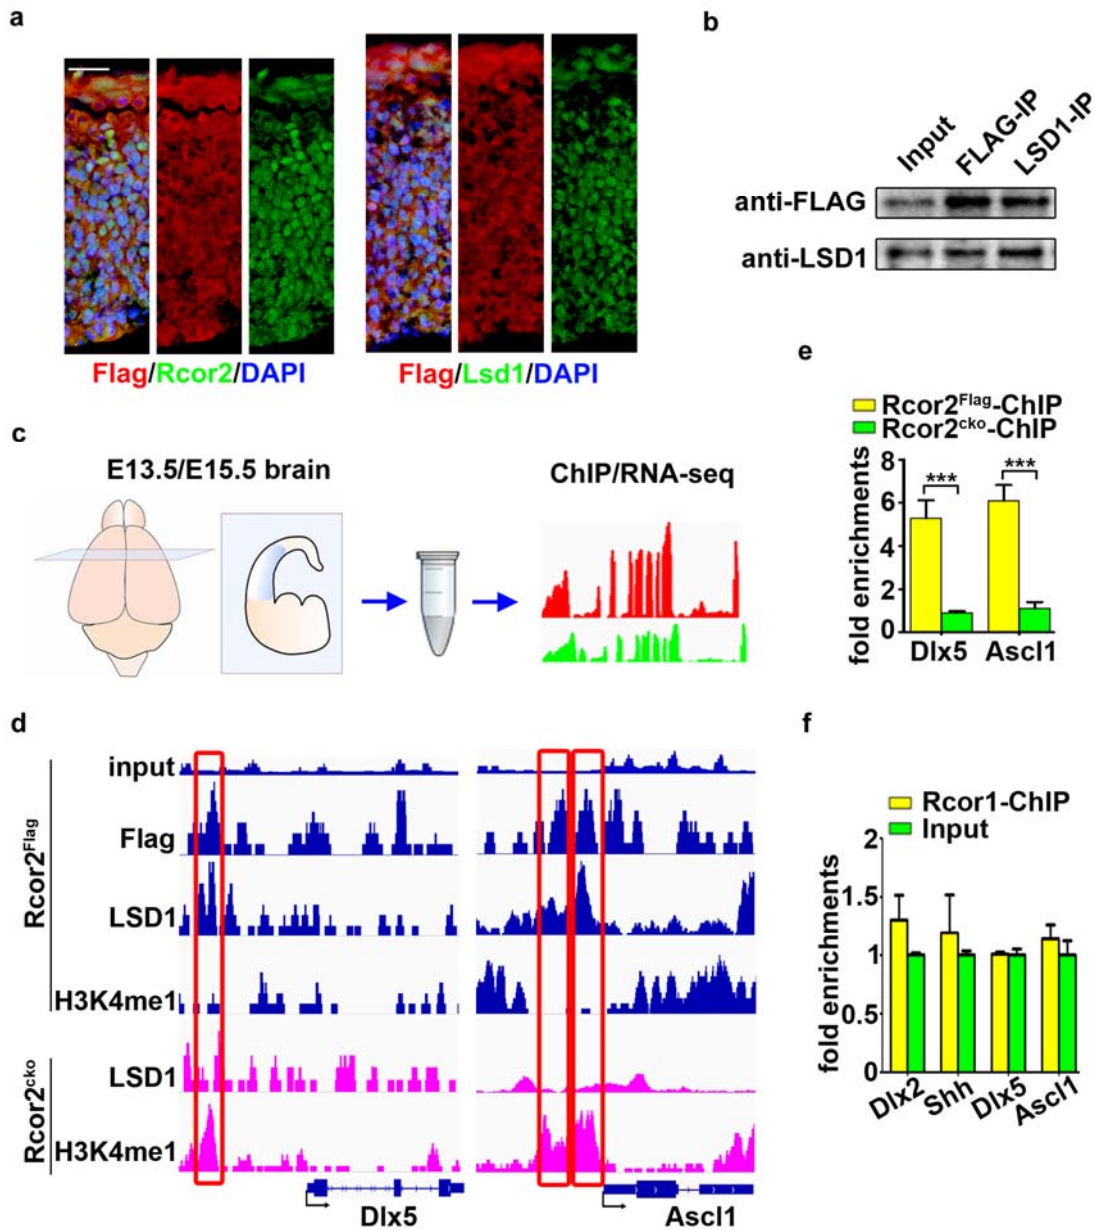 a
Flag/Rcor2/DAPI
Flag/Lsd1/DAPI
b
Input
FLAG-IP
LSD1-IP
anti-FLAG
anti-LSD1
c
E13.5/E15.5 brain
ChIP/RNA-seq
e
Rcor2Flag-ChIP
Rcor2cko-ChIP
fold enrichments
8
6
4
2
0
***
***
Dlx5
Ascl1
d
Rcor2Flag
input
Flag
LSD1
H3K4me1
Rcor2cko
LSD1
H3K4me1
Dlx5
Ascl1
f
Rcor1-ChIP
Input
fold enrichments
2
1.5
1
0.5
0
Dlx2
Shh
Dlx5
Ascl1